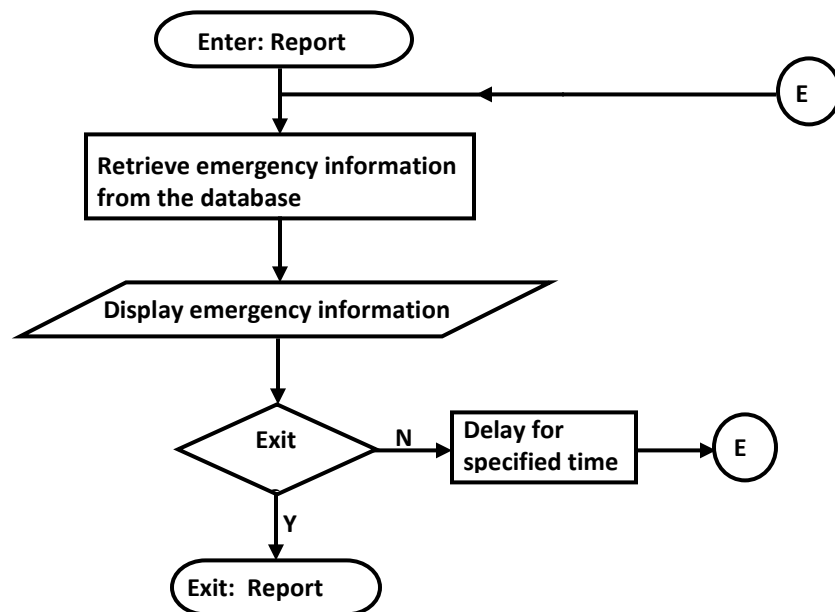 Enter: Report
E
Retrieve emergency information
from the database
Display emergency information
Exit
N
Delay for
specified time
E
Y
Exit: Report